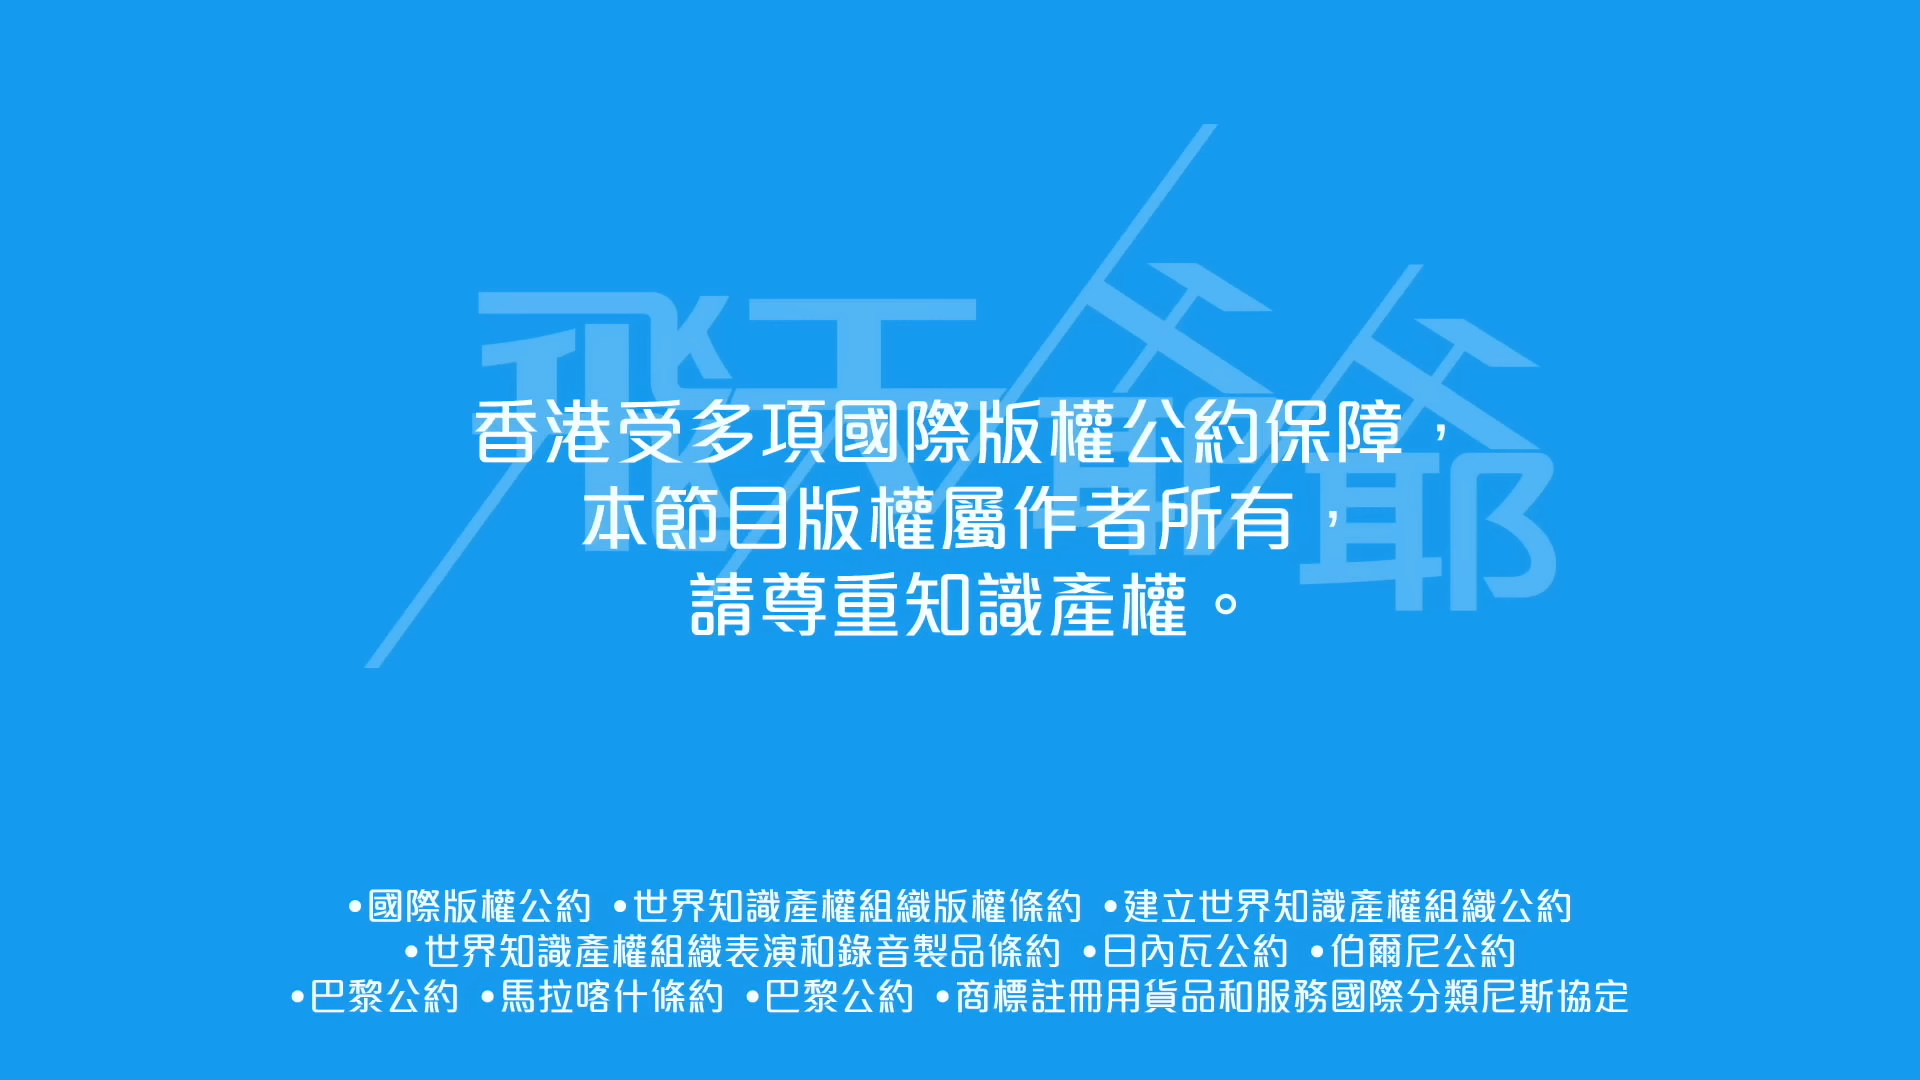 飛天爺爺
香港受多項國際版權公約保障，
本節目版權屬作者所有，
請尊重知識產權。
•國際版權公約 •世界知識產權組織版權條約 •建立世界知識產權組織公約
•世界知識產權組織表演和錄音製品條約 •日內瓦公約 •伯爾尼公約
•巴黎公約 •馬拉喀什條約 •巴黎公約 •商標註冊用貨品和服務國際分類尼斯協定